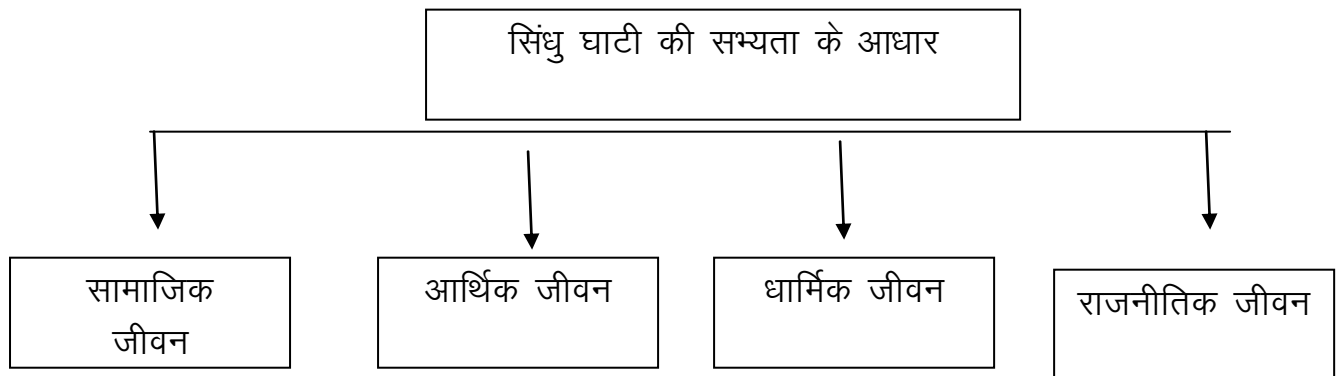 सिंधु घाटी की सभ्यता के आधार
सामाजिक
जीवन
आर्थिक जीवन
धार्मिक जीवन
राजनीतिक जीवन